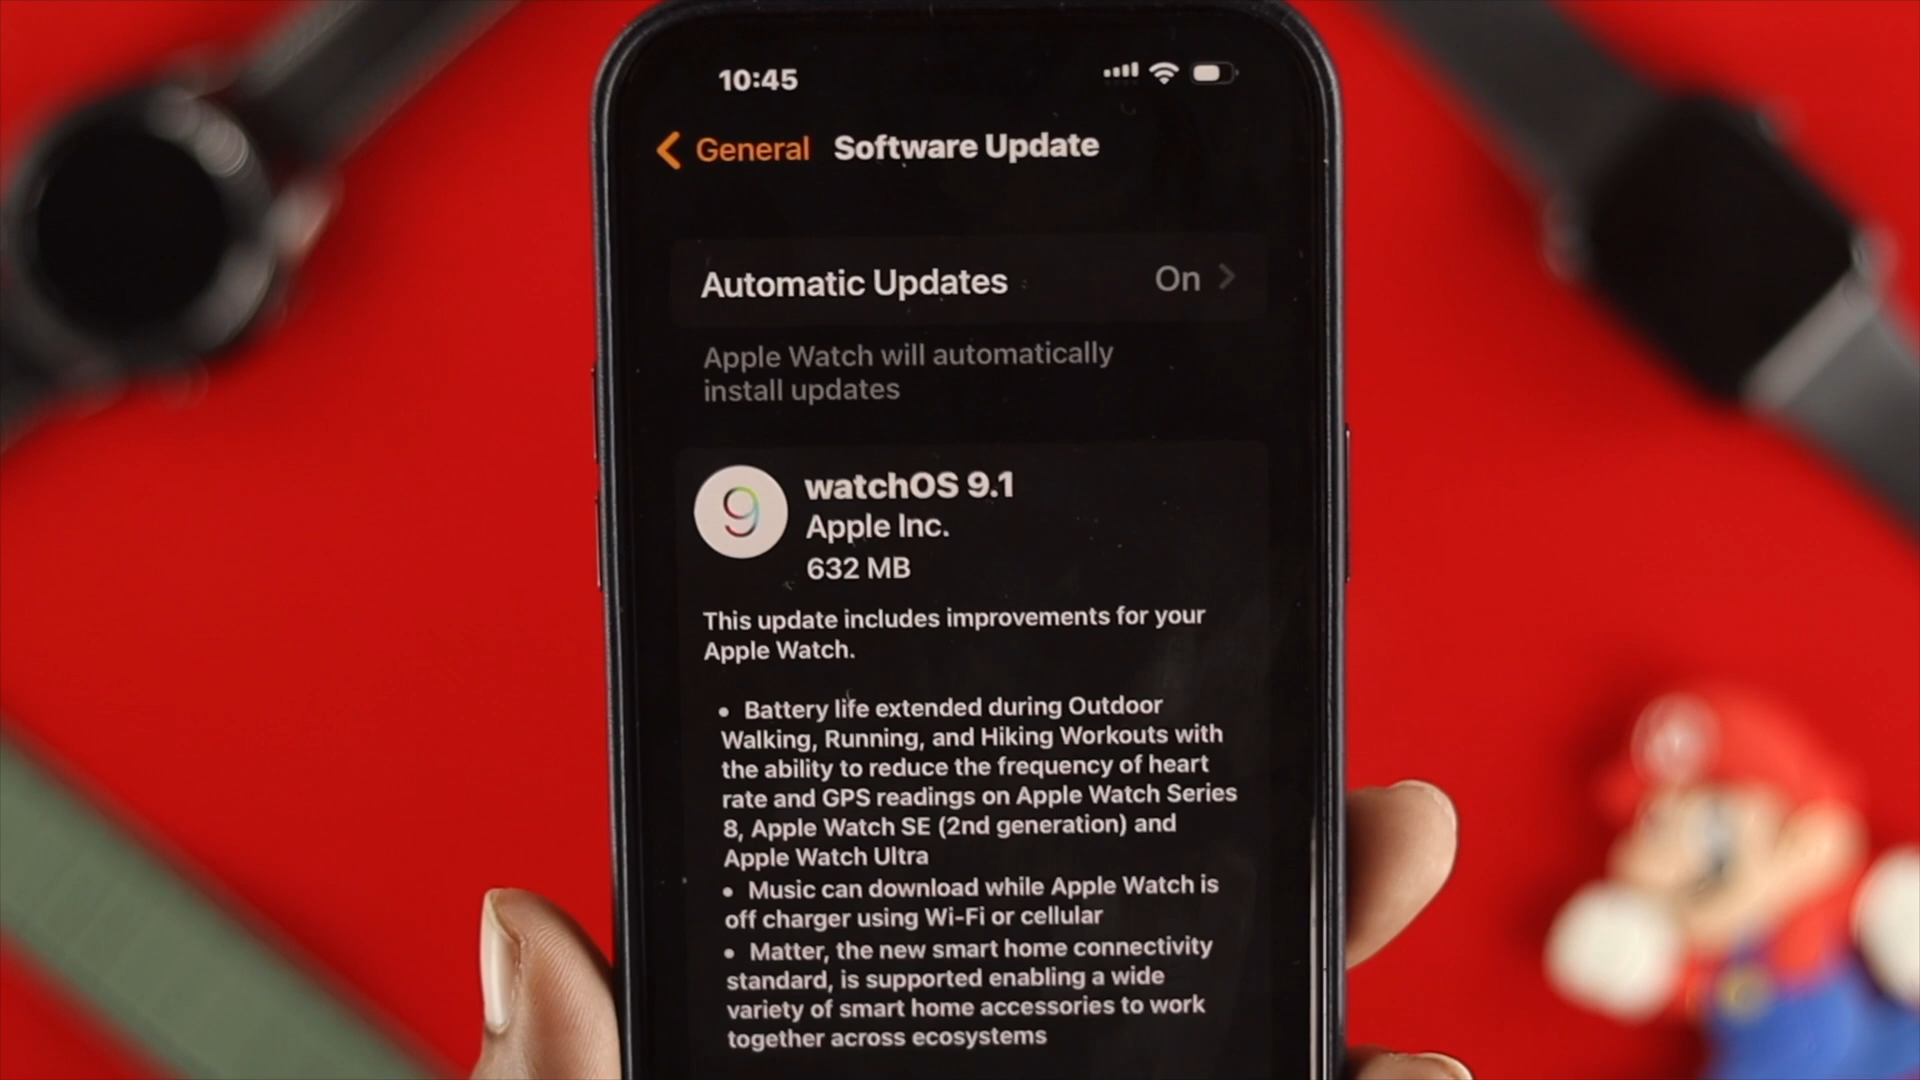 10:45
General Software Update
Automatic Updates On
Apple Watch will automatically
install updates
9
watchOS 9.1
Apple Inc.
632 MB
This update includes improvements for your
Apple Watch.
• Battery life extended during Outdoor
Walking, Running, and Hiking Workouts with
the ability to reduce the frequency of heart
rate and GPS readings on Apple Watch Series
8, Apple Watch SE (2nd generation) and
Apple Watch Ultra
• Music can download while Apple Watch is
off charger using Wi-Fi or cellular
• Matter, the new smart home connectivity
standard, is supported enabling a wide
variety of smart home accessories to work
together across ecosystems